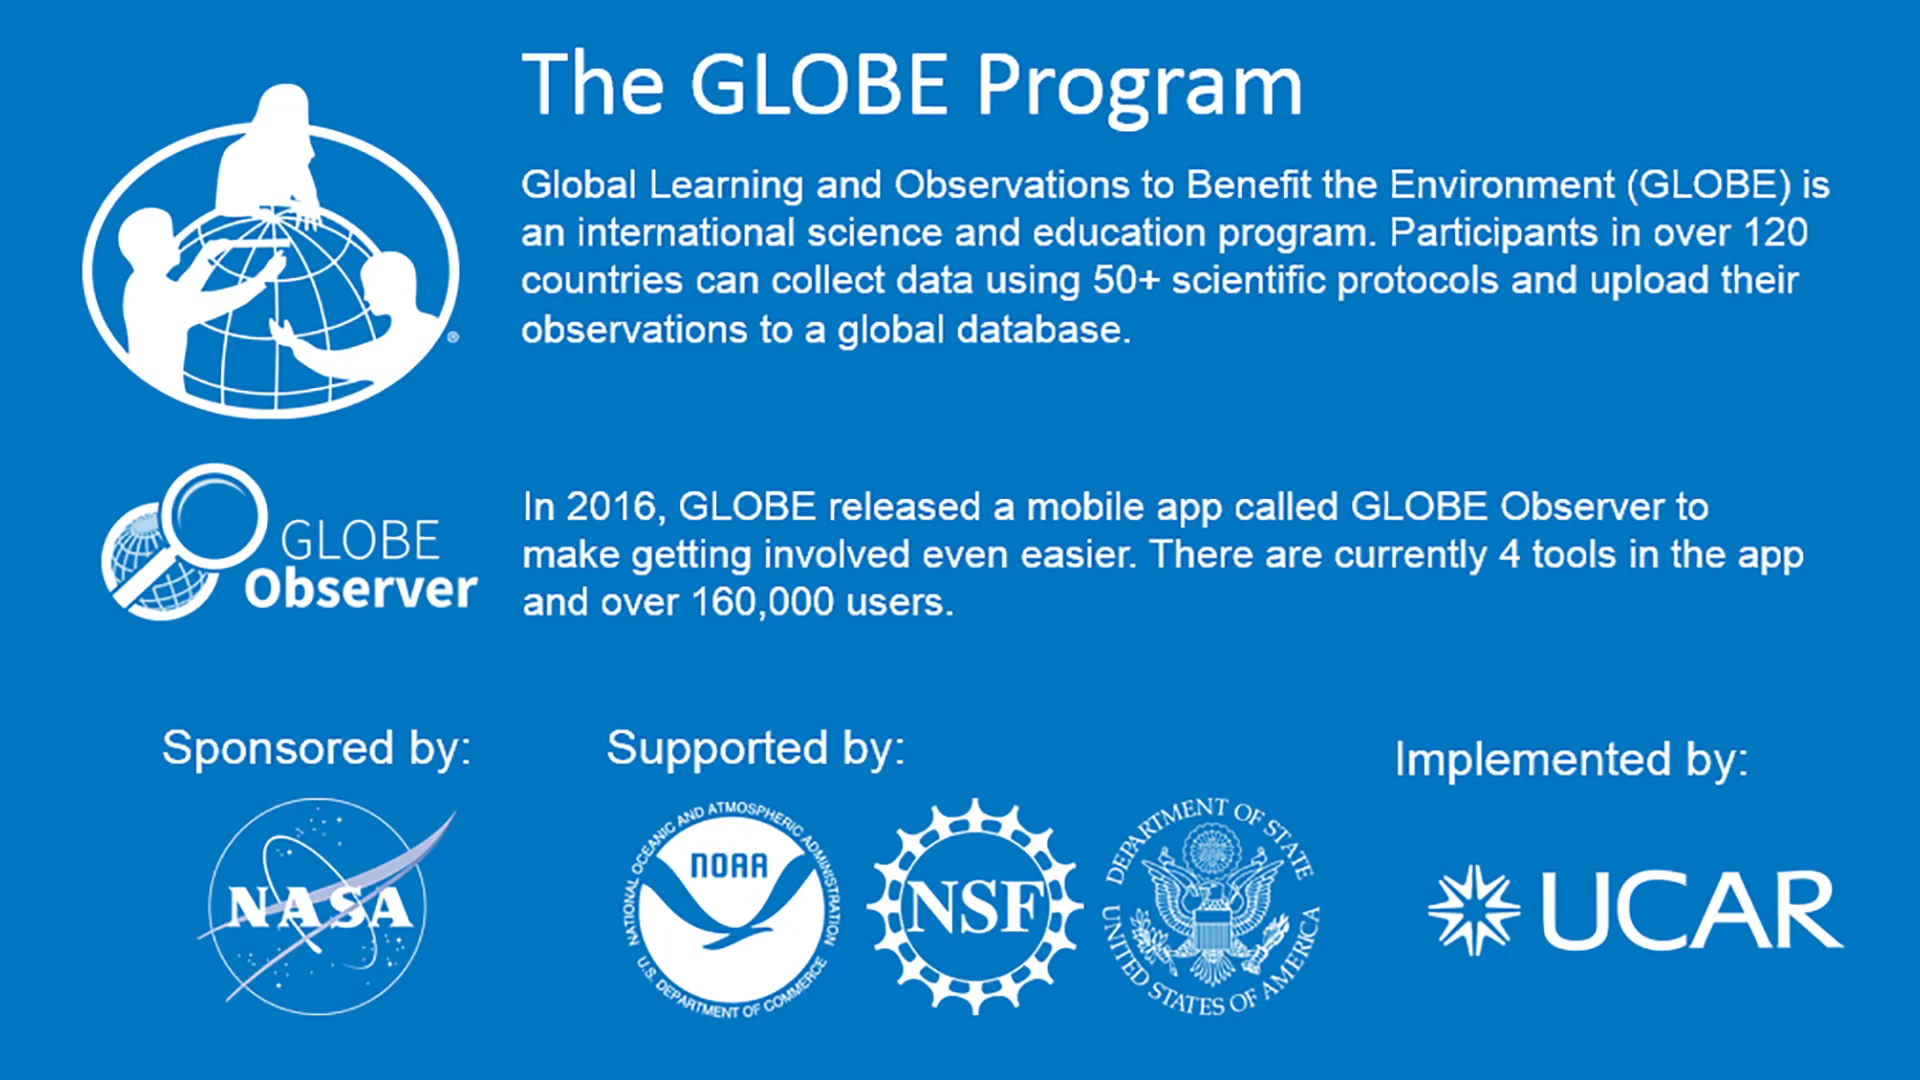 The GLOBE Program
Global Learning and Observations to Benefit the Environment (GLOBE) is
an international science and education program. Participants in over 120
countries can collect data using 50+ scientific protocols and upload their
observations to a global database.
®
GLOBE
Observer
In 2016, GLOBE released a mobile app called GLOBE Observer to
make getting involved even easier. There are currently 4 tools in the app
and over 160,000 users.
Sponsored by:
NASA
Supported by:
NATIONAL OCEANIC AND ATMOSPHERIC ADMINISTRATION
NOAA
U.S. DEPARTMENT OF COMMERCE
NSF
DEPARTMENT OF STATE
UNITED STATES OF AMERICA
Implemented by:
UCAR